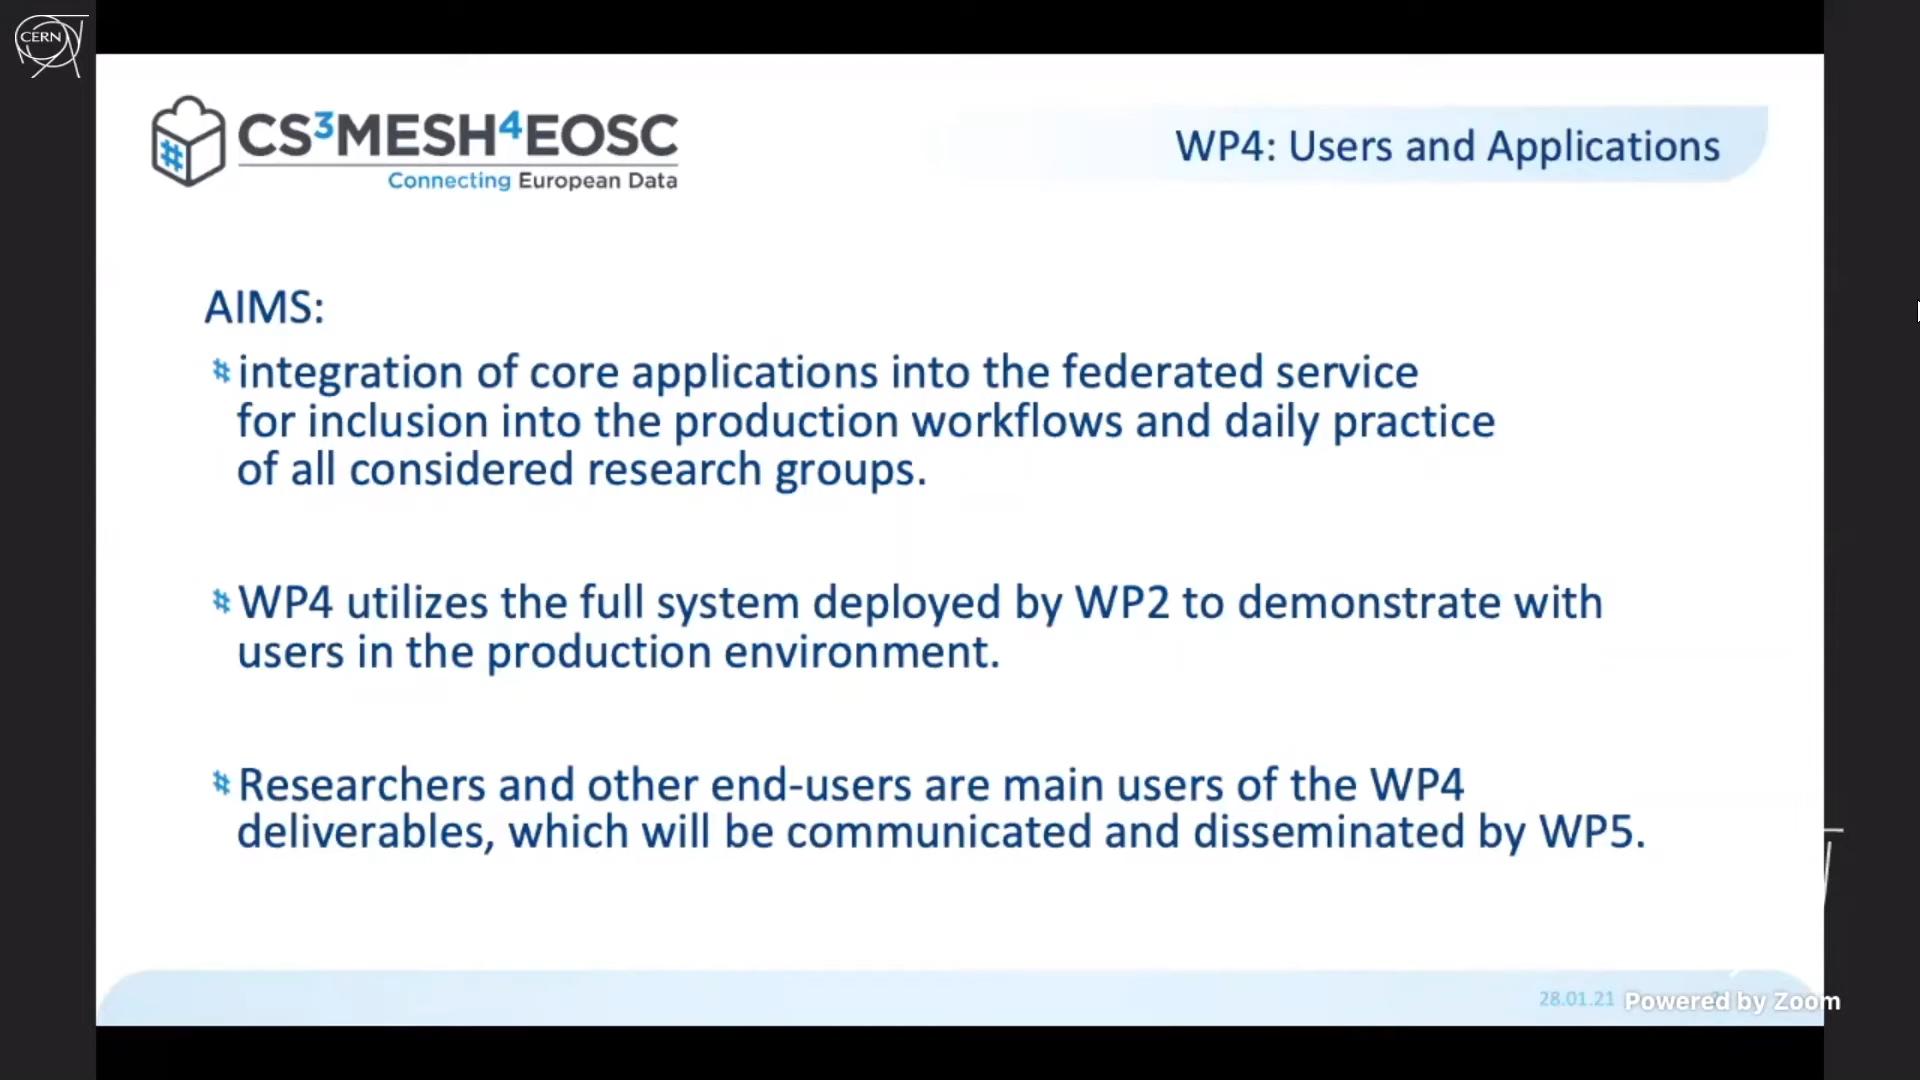 CERN
CS3MESH4EOSC
Connecting European Data
WP4: Users and Applications
AIMS:
integration of core applications into the federated service
for inclusion into the production workflows and daily practice
of all considered research groups.
WP4 utilizes the full system deployed by WP2 to demonstrate with
users in the production environment.
Researchers and other end-users are main users of the WP4
deliverables, which will be communicated and disseminated by WP5.
28.01.21
Powered by Zoom